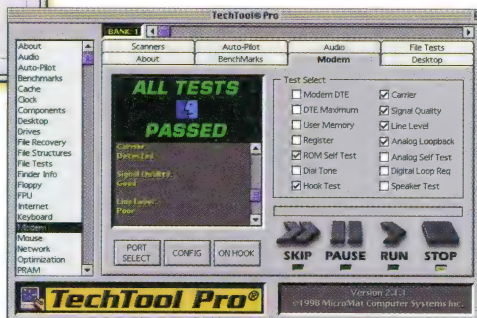 TechTool® Pro
BANK: 1
About
Audio
Auto-Pilot
Benchmarks
Cache
Clock
Components
Desktop
Drives
File Recovery
File Structures
File Tests
Finder Info
Floppy
FPU
Internet
Keyboard
Modem
Mouse
Network
Optimization
PRAM
Scanners
Auto-Pilot
Audio
File Tests
About
BenchMarks
Modem
Desktop
ALL TESTS
PASSED
Carrier
Detected
Signal Quality:
Good
Line Level:
Poor
PORT
SELECT
CONFIG
ON HOOK
Test Select
Modem DTE
DTE Maximum
User Memory
Register
ROM Self Test
Dial Tone
Hook Test
Carrier
Signal Quality
Line Level
Analog Loopback
Analog Self Test
Digital Loop Req
Speaker Test
SKIP
PAUSE
RUN
STOP
TechTool Pro®
Version 2.1.1
©1998 MicroMat Computer Systems Inc.